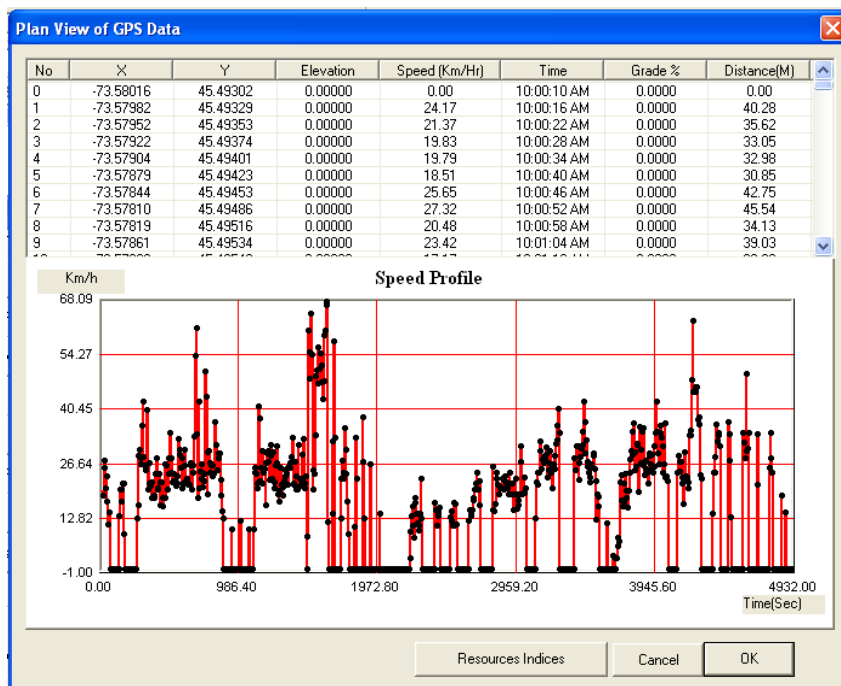 Plan View of GPS Data
No X Y Elevation Speed (Km/Hr) Time Grade % Distance(M)
0 -73.58016 45.49302 0.00000 0.00 10:00:10 AM 0.0000 0.00
1 -73.57982 45.49329 0.00000 24.17 10:00:16 AM 0.0000 40.28
2 -73.57952 45.49353 0.00000 21.37 10:00:22 AM 0.0000 35.62
3 -73.57922 45.49374 0.00000 19.83 10:00:28 AM 0.0000 33.05
4 -73.57904 45.49401 0.00000 19.79 10:00:34 AM 0.0000 32.98
5 -73.57879 45.49423 0.00000 18.51 10:00:40 AM 0.0000 30.85
6 -73.57844 45.49453 0.00000 25.65 10:00:46 AM 0.0000 42.75
7 -73.57810 45.49486 0.00000 27.32 10:00:52 AM 0.0000 45.54
8 -73.57819 45.49516 0.00000 20.48 10:00:58 AM 0.0000 34.13
9 -73.57861 45.49534 0.00000 23.42 10:01:04 AM 0.0000 39.03
Km/h
Speed Profile
68.09
54.27
40.45
26.64
12.82
-1.00
0.00 986.40 1972.80 2959.20 3945.60 4932.00
Time(Sec)
Resources Indices Cancel OK